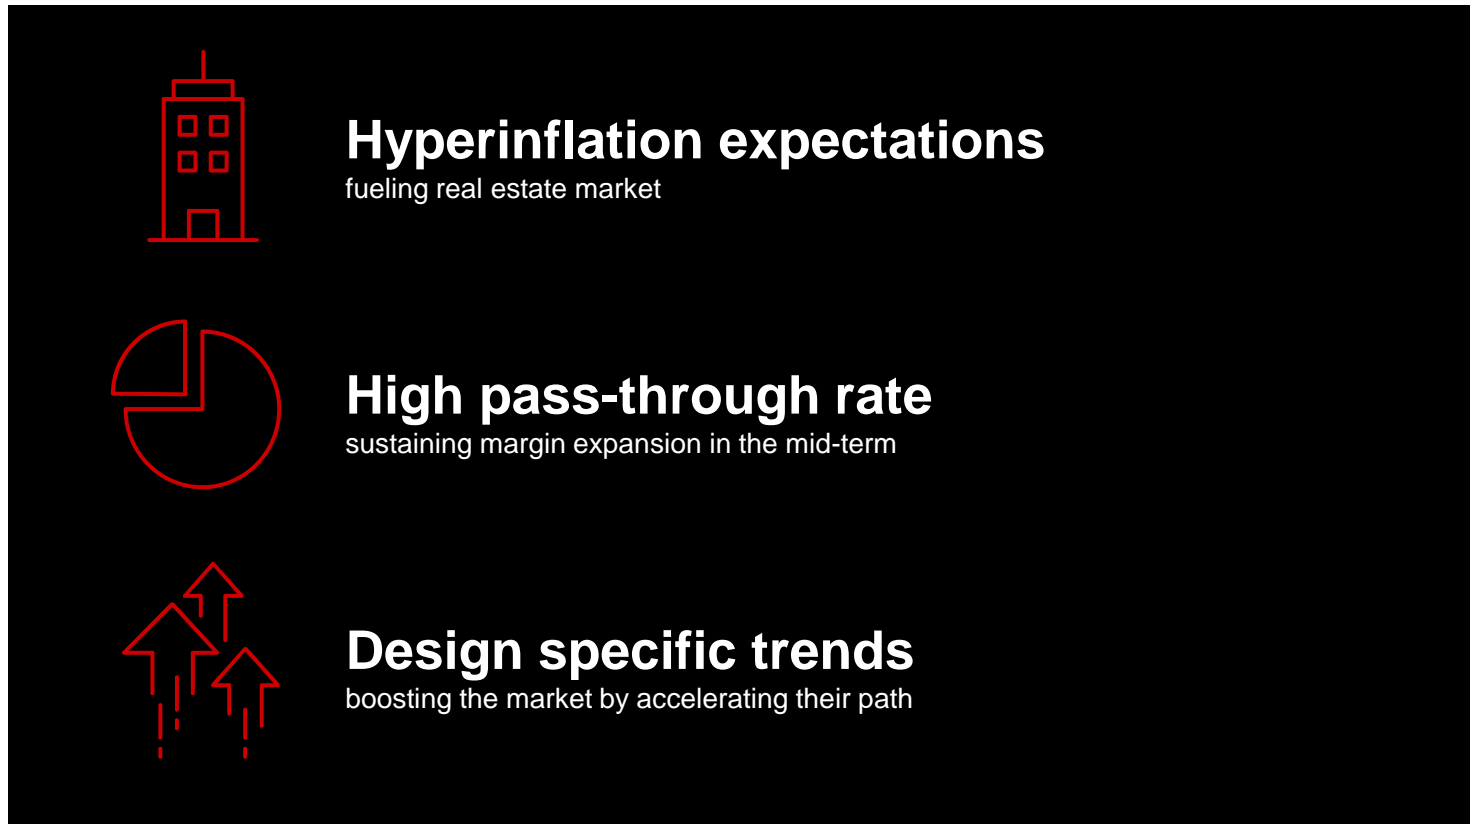 Hyperinflation expectations
fueling real estate market
High pass-through rate
sustaining margin expansion in the mid-term
Design specific trends
boosting the market by accelerating their path